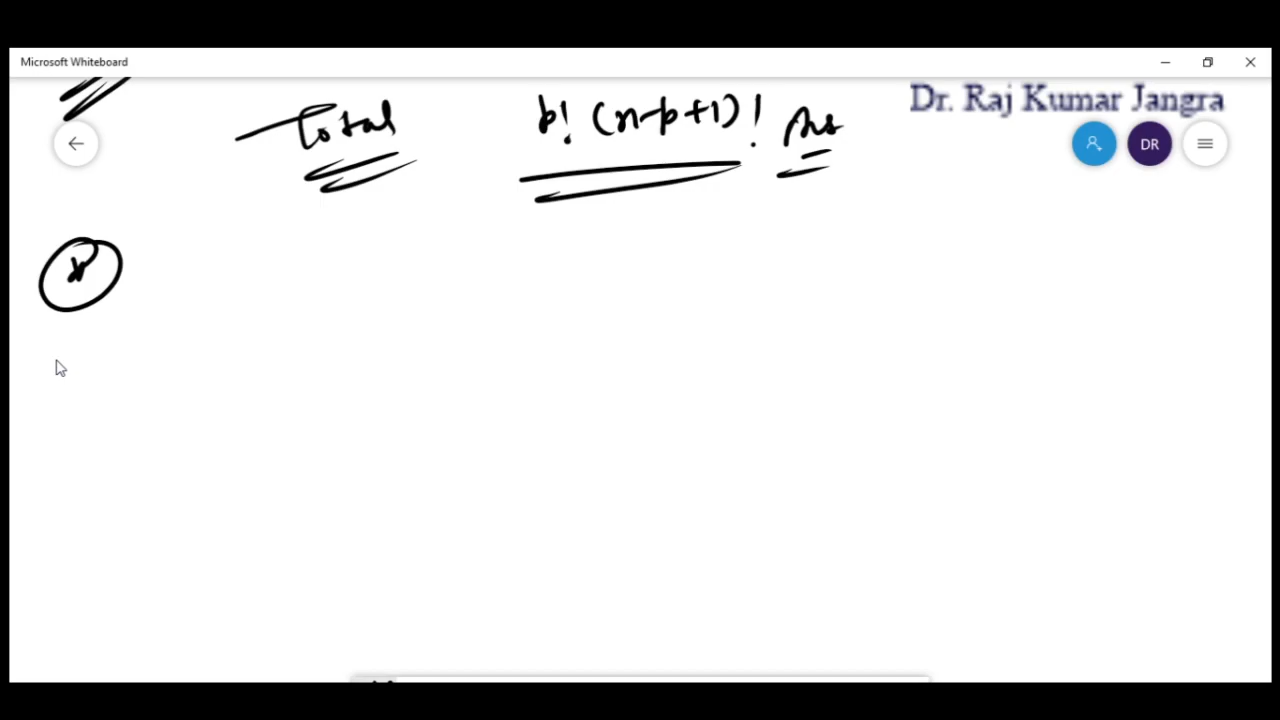 Microsoft Whiteboard
Dr. Raj Kumar Jangra
Total p! (n-p+1)! Ans
DR